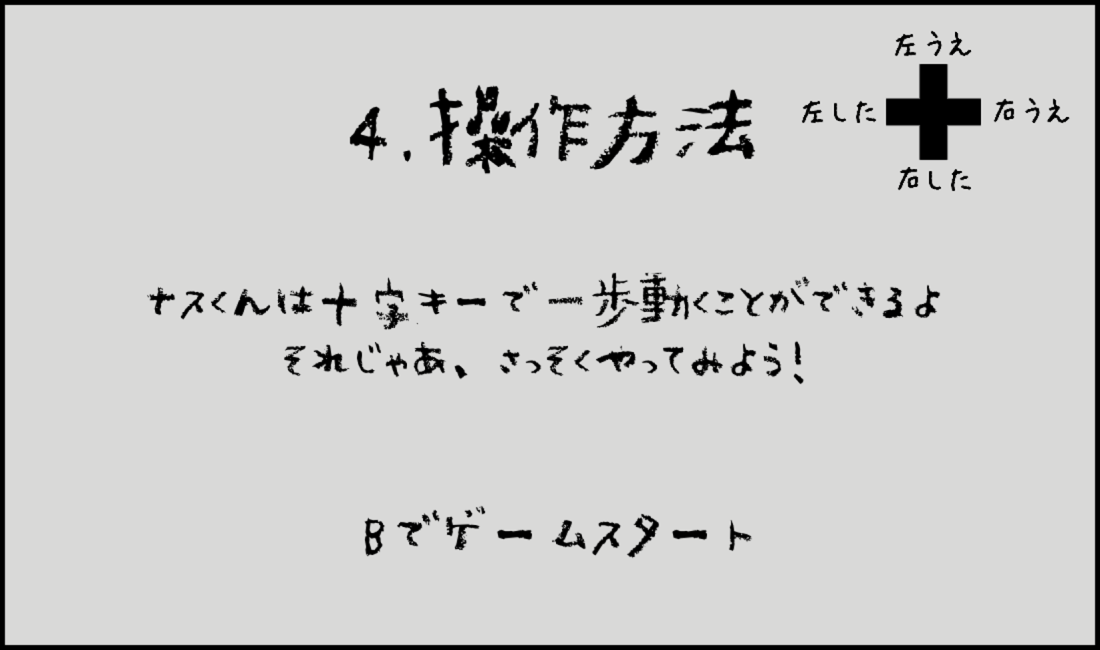 左うえ
左した
右うえ
右した
4.操作方法
ナスくんは十字キーで一歩動くことができるよ
それじゃあ、さっそくやってみよう!
Bでゲームスタート